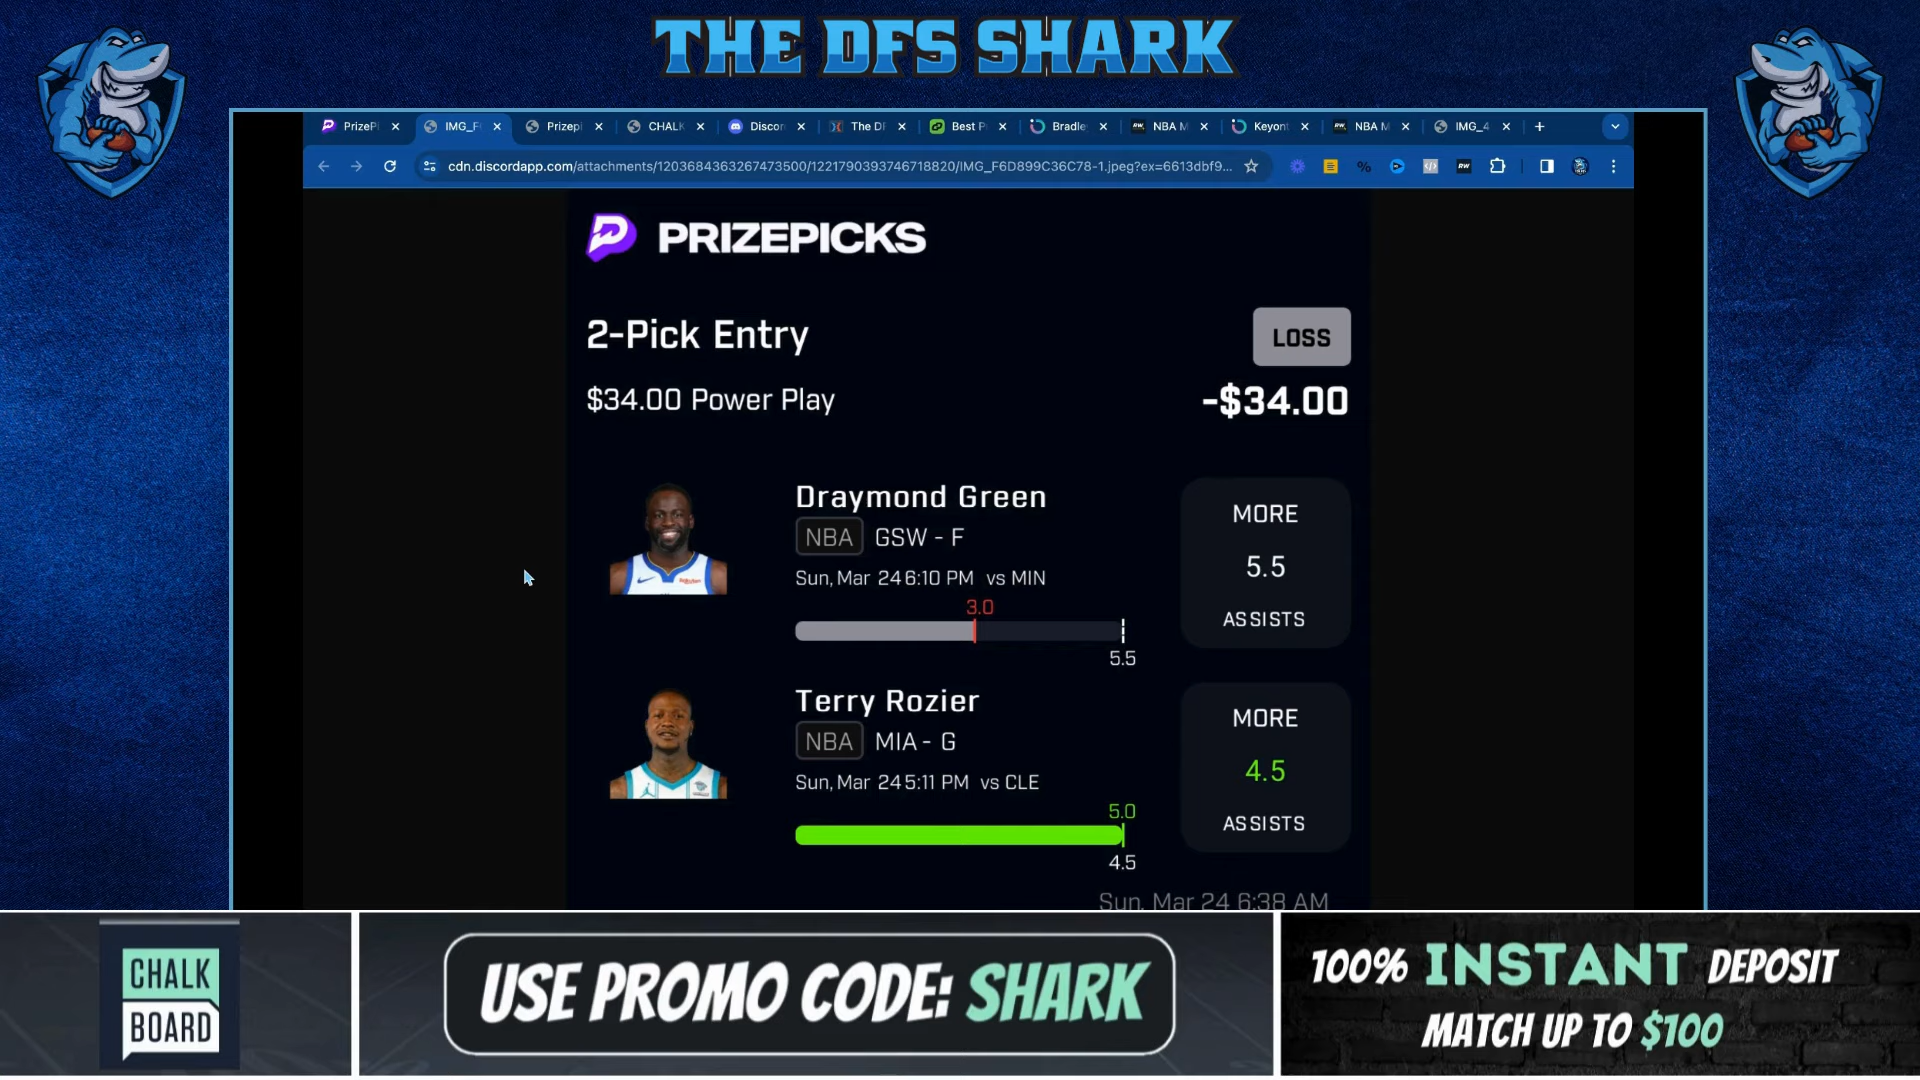 THE DFS SHARK
PrizeP
IMG_F
Prizepi
CHALK
Discor
The DF
Best P
Bradle
NBA M
Keyont
NBA M
IMG_4
cdn.discordapp.com/attachments/1203684363267473500/1221790393746718820/IMG_F6D899C36C78-1.jpeg?ex=6613dbf9...
PRIZEPICKS
2-Pick Entry
LOSS
$34.00 Power Play
-$34.00
Draymond Green
NBA GSW - F
Sun, Mar 24 6:10 PM vs MIN
3.0
5.5
MORE
5.5
ASSISTS
Terry Rozier
NBA MIA - G
Sun, Mar 24 5:11 PM vs CLE
5.0
4.5
MORE
4.5
ASSISTS
Sun, Mar 24 6:38 AM
CHALK
BOARD
USE PROMO CODE: SHARK
100% INSTANT DEPOSIT
MATCH UP TO $100